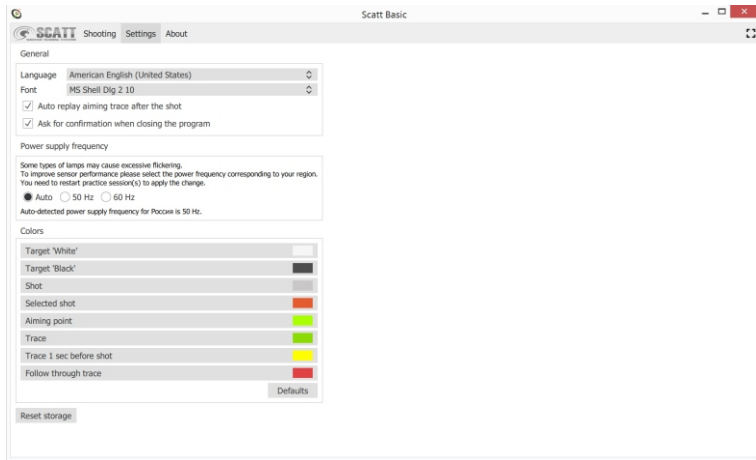 Scatt Basic
SCATT Shooting Settings About
General
Language American English (United States)
Font MS Shell Dlg 2 10
Auto replay aiming trace after the shot
Ask for confirmation when closing the program
Power supply frequency
Some types of lamps may cause excessive flickering.
To improve sensor performance please select the power frequency corresponding to your region.
You need to restart practice session(s) to apply the change.
Auto 50 Hz 60 Hz
Auto-detected power supply frequency for Россия is 50 Hz.
Colors
Target 'White'
Target 'Black'
Shot
Selected shot
Aiming point
Trace
Trace 1 sec before shot
Follow through trace
Defaults
Reset storage